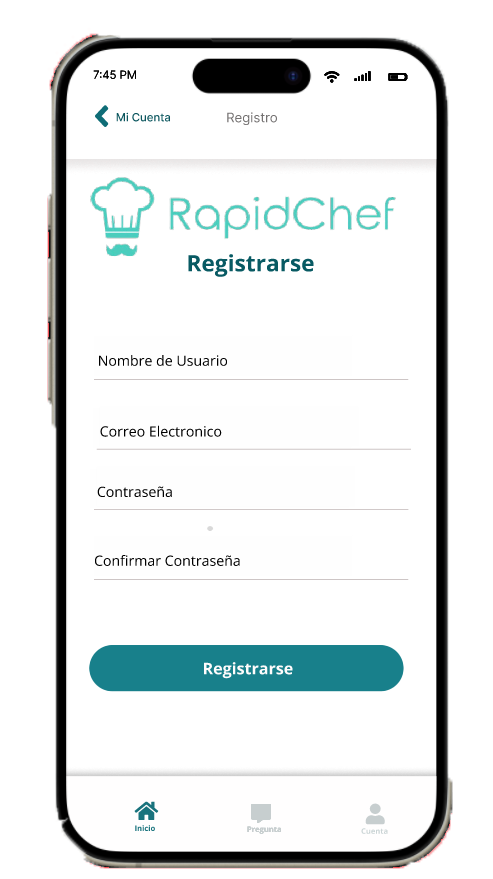 7:45 PM
Mi Cuenta
Registro
RapidChef
Registrarse
Nombre de Usuario
Correo Electronico
Contraseña
Confirmar Contraseña
Registrarse
Inicio
Pregunta
Cuenta